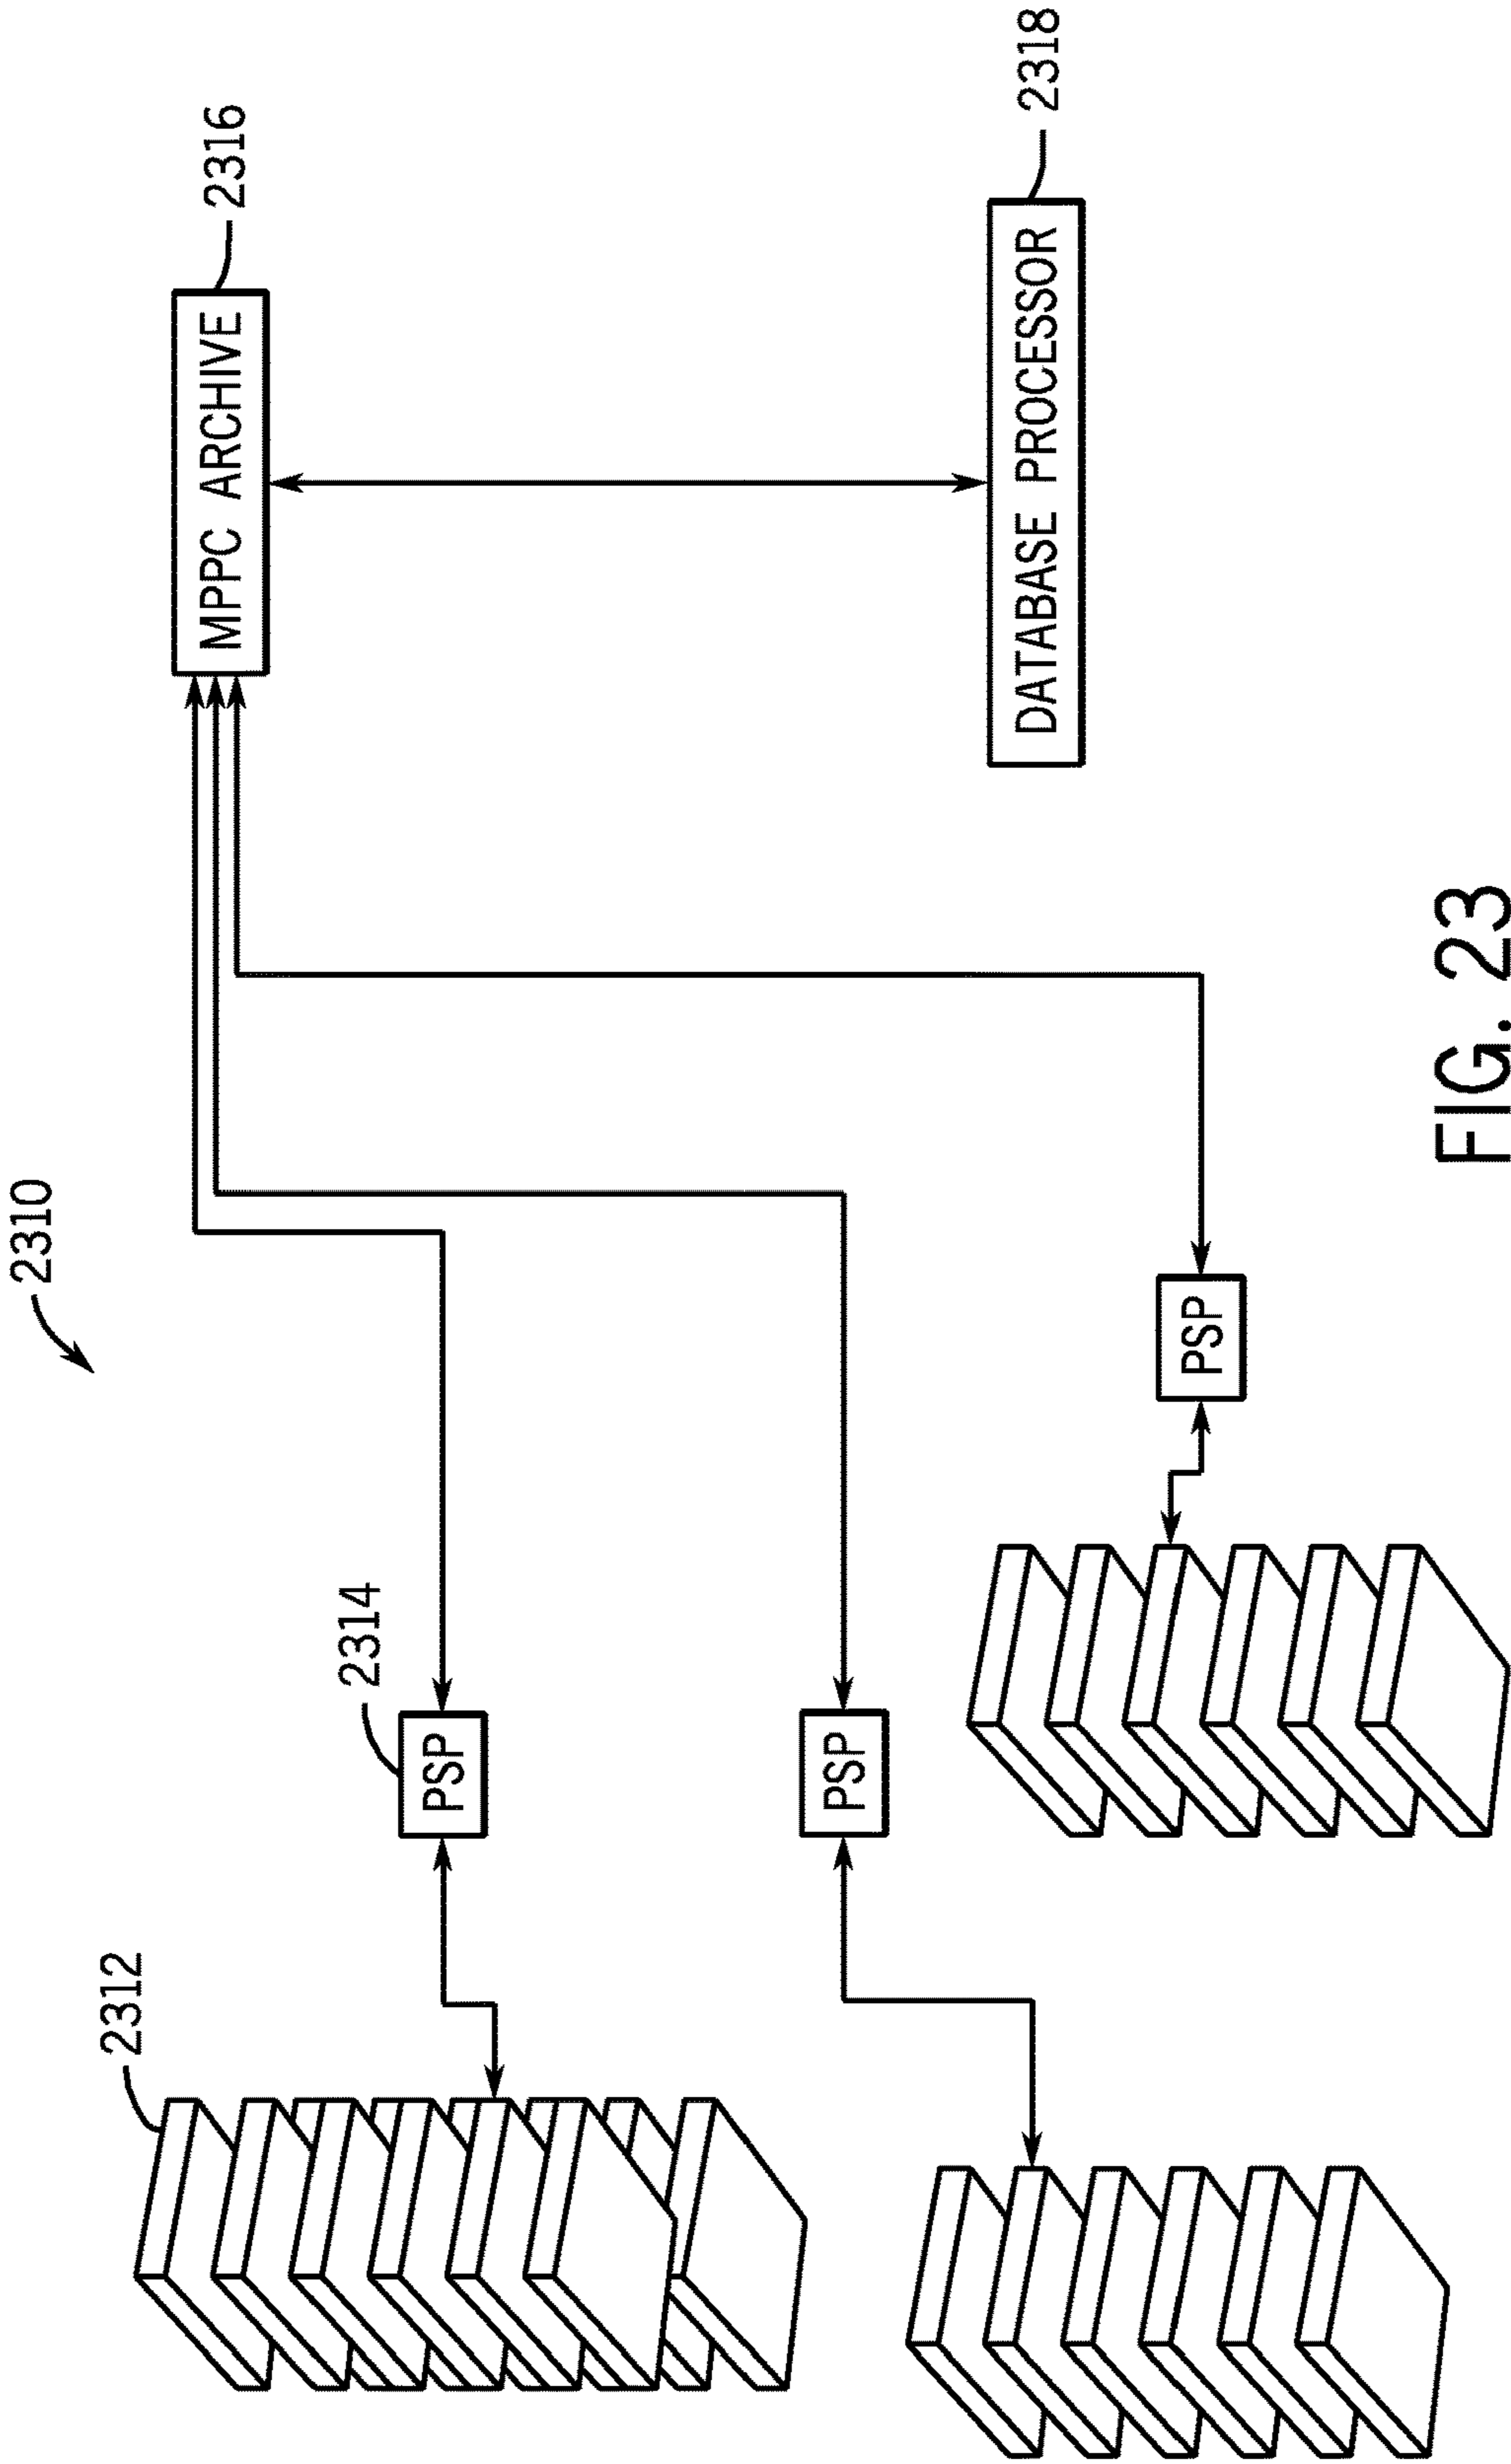 2310
2312
2314
PSP
PSP
PSP
MPPC ARCHIVE
2316
DATABASE PROCESSOR
2318
FIG. 23